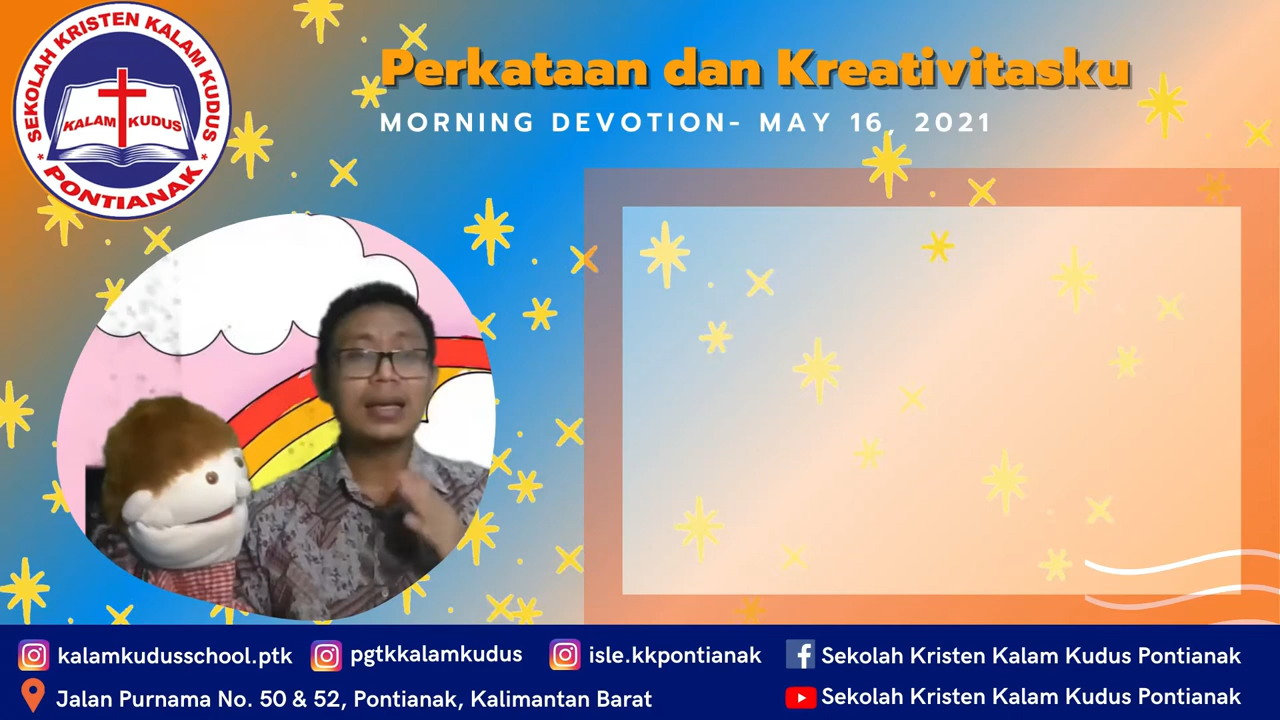 SEKOLAH KRISTEN KALAM KUDUS
KALAM KUDUS
* PONTIANAK *
Perkataan dan Kreativitasku
MORNING DEVOTION- MAY 16, 2021
kalamkudusschool.ptk
pgtkkalamkudus
isle.kkpontianak
Sekolah Kristen Kalam Kudus Pontianak
Jalan Purnama No. 50 & 52, Pontianak, Kalimantan Barat
Sekolah Kristen Kalam Kudus Pontianak